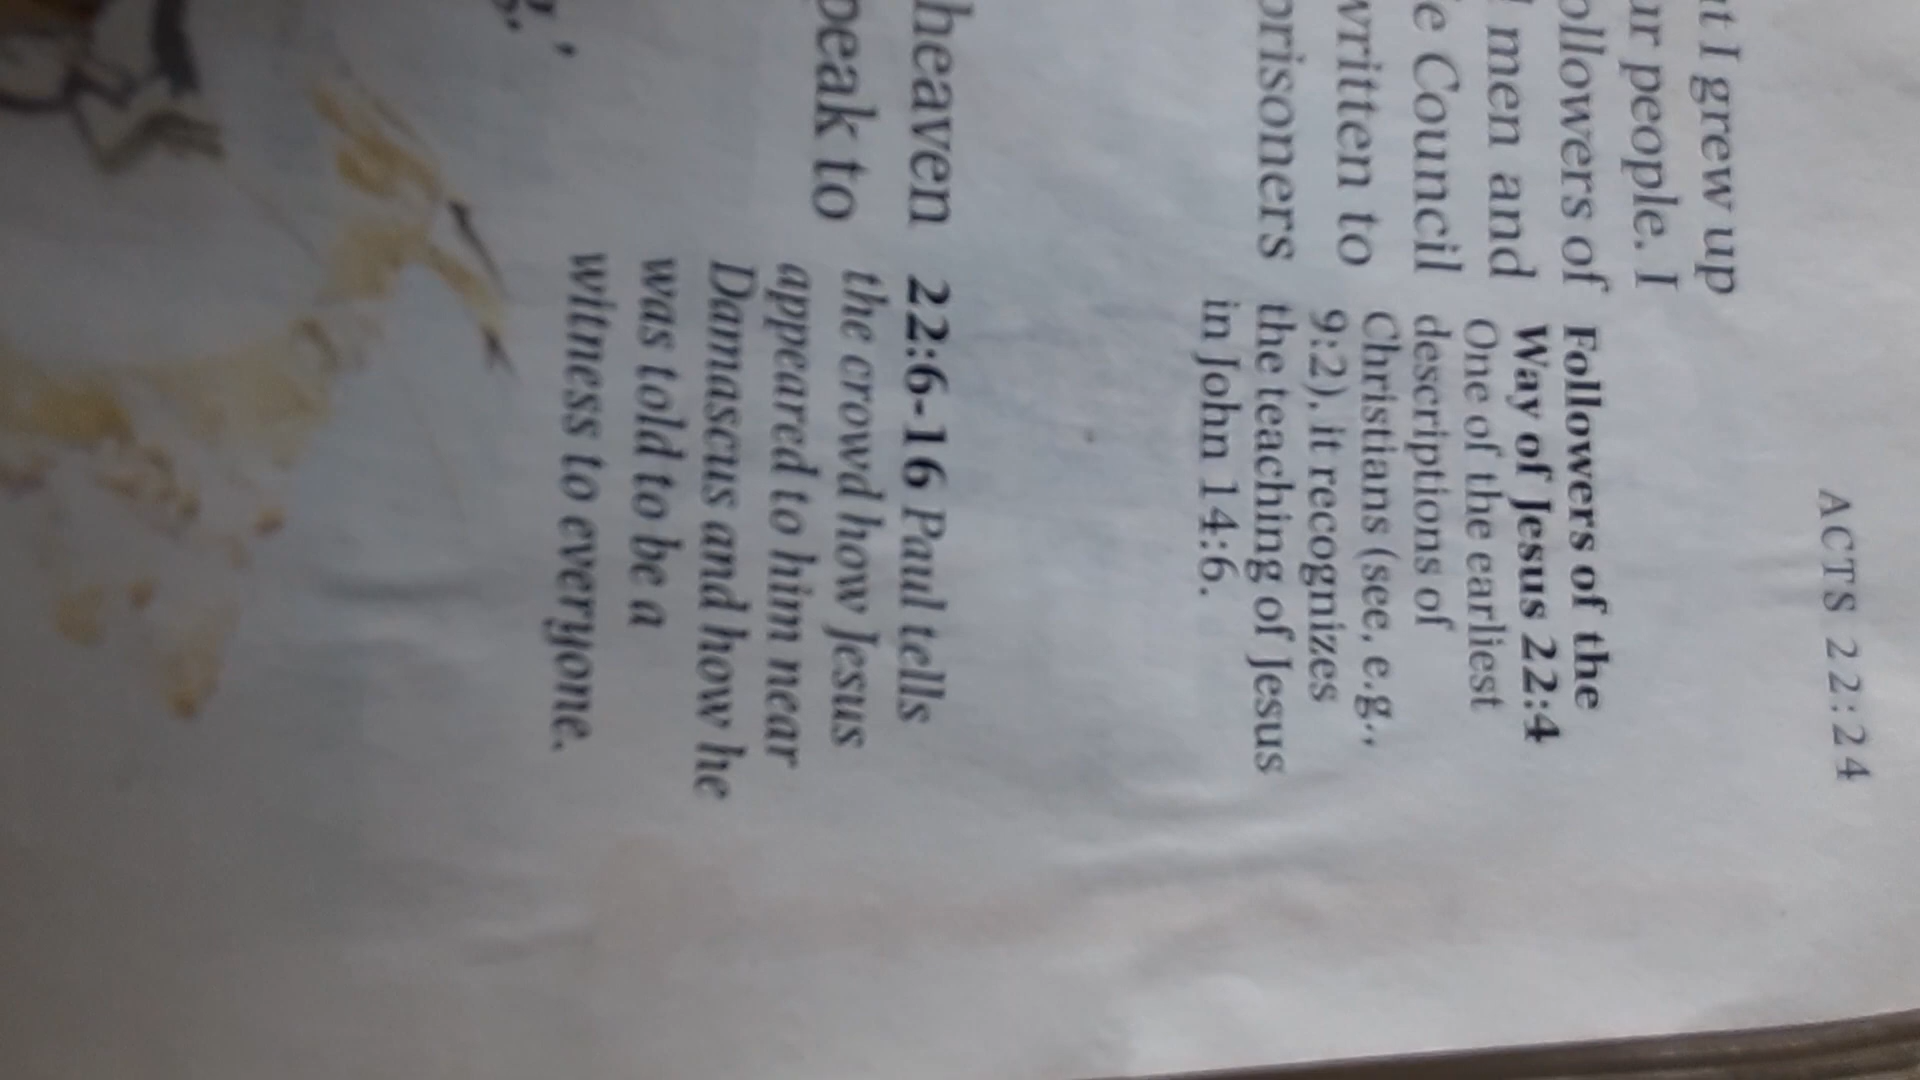 ACTS 22:24
I grew up
people. I
of
men and
Council
to
prisoners
heaven
to
Followers of the
Way of Jesus 22:4
One of the earliest
descriptions of
Christians (see, e.g.,
9:2), it recognizes
the teaching of Jesus
in John 14:6.
22:6-16 Paul tells
the crowd how Jesus
appeared to him near
Damascus and how he
was told to be a
witness to everyone.